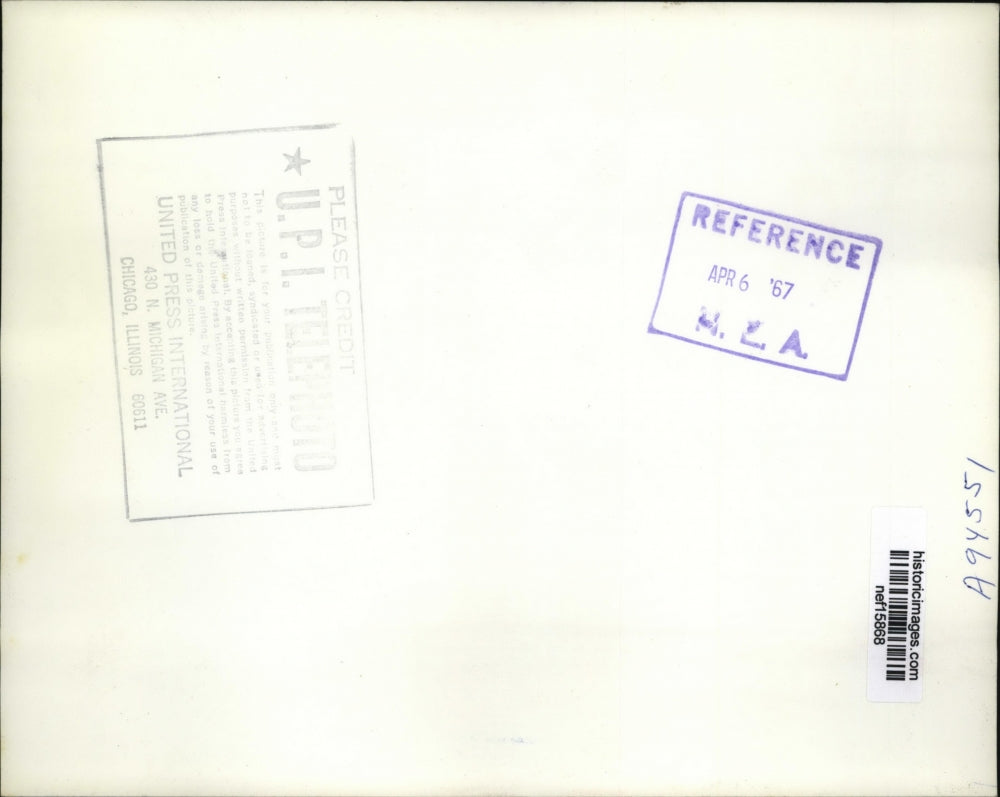 PLEASE CREDIT
U.P.I. TELEPHOTO
This picture is for your publication only and must
not to be loaned, syndicated or used for advertising
purposes without written permission from the United
Press International. By accepting this picture you agree
to hold the United Press International harmless from
any loss or damage arising by reason of your use of
publication of this picture.
UNITED PRESS INTERNATIONAL
430 N. MICHIGAN AVE.
CHICAGO, ILLINOIS 60611
REFERENCE
APR 6 '67
N. E. A.
historicimages.com
nef15868